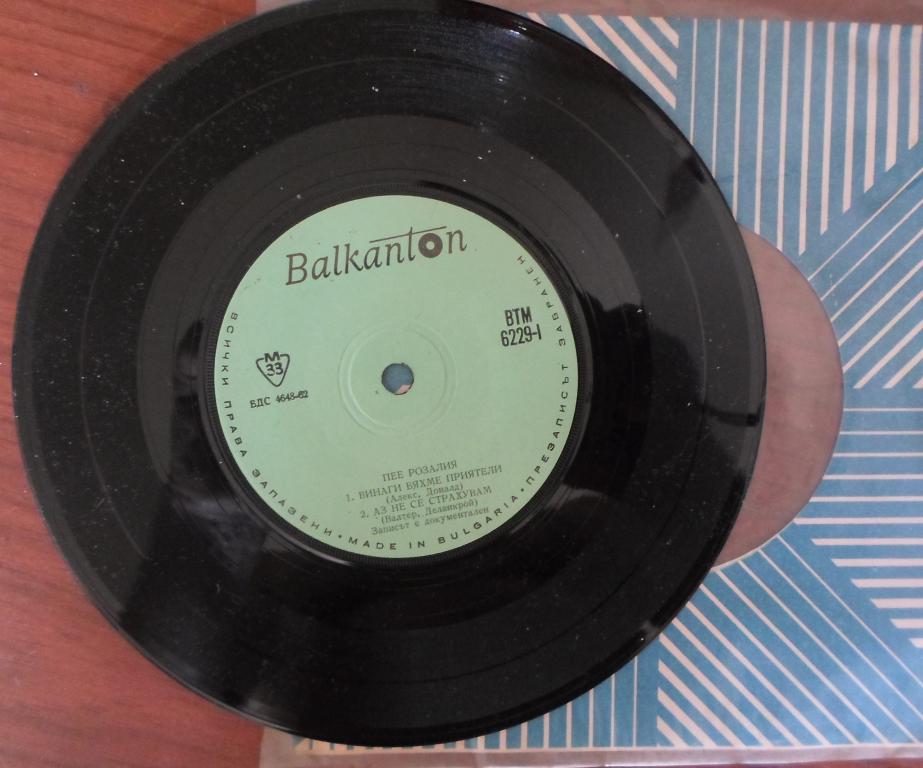 Balkanton
ВТМ
6229-I
М
33
БДС 4648-62
ПЕЕ РОЗАЛИЯ
1. ВИНАГИ БЯХМЕ ПРИЯТЕЛИ
(Алекс, Доналд)
2. АЗ НЕ СЕ СТРАХУВАМ
(Валтер, Деланкрой)
Записът е документален
ВСИЧКИ ПРАВА ЗАПАЗЕНИ • MADE IN BULGARIA • ПРЕЗАПИСЪТ ЗАБРАНЕН